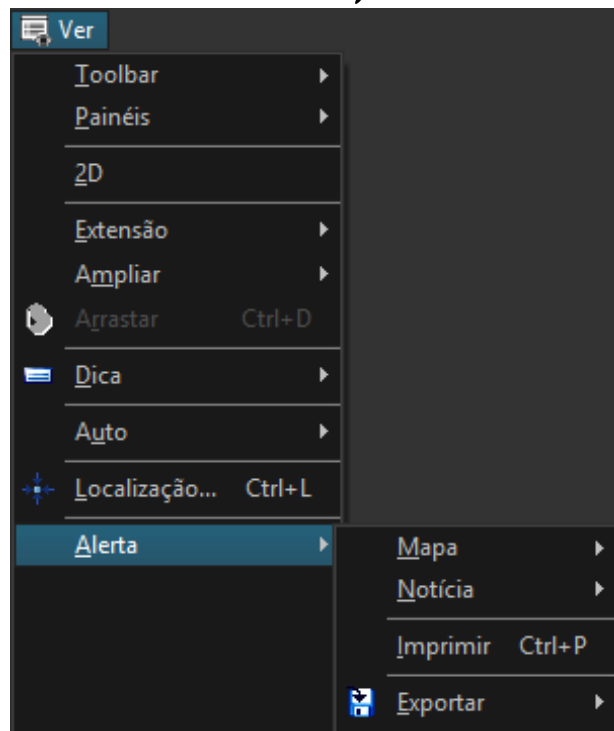 Ver
Toolbar
Painéis
2D
Extensão
Ampliar
Arrastar Ctrl+D
Dica
Auto
Localização... Ctrl+L
Alerta
Mapa
Notícia
Imprimir Ctrl+P
Exportar